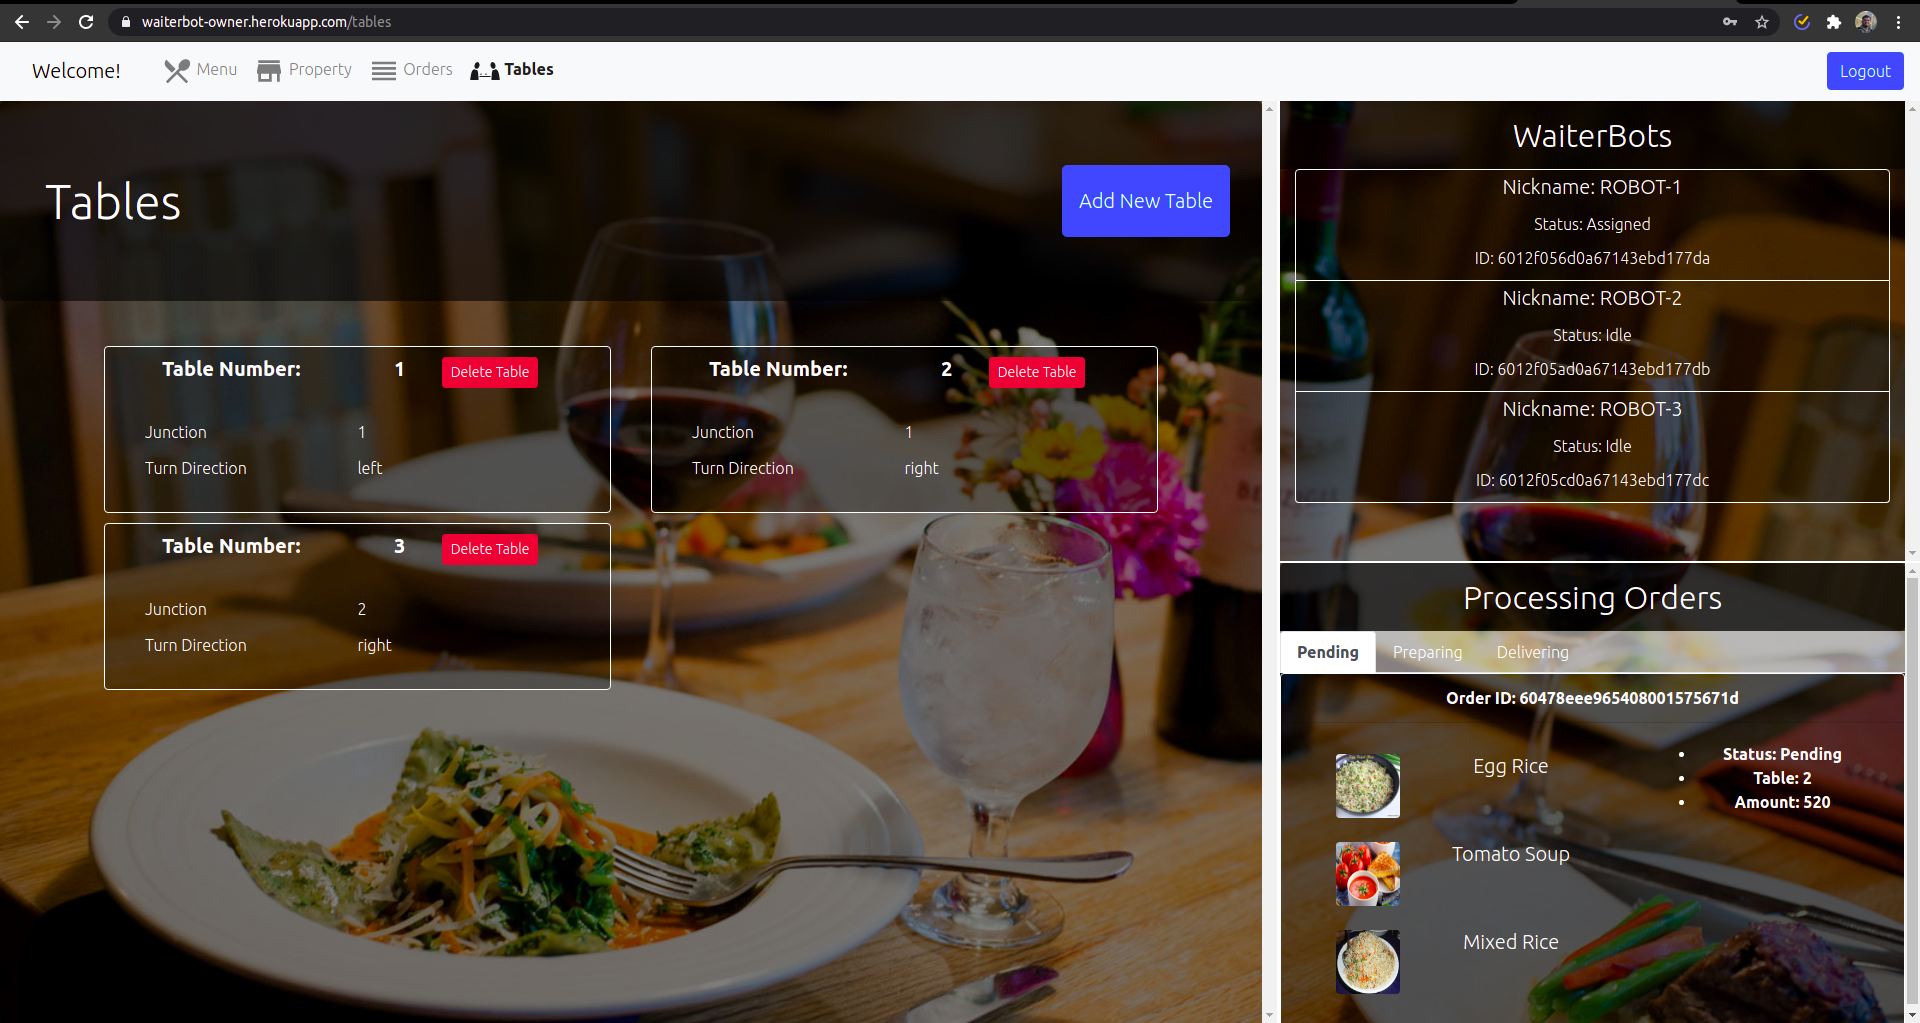 waiterbot-owner.herokuapp.com/tables
Welcome!
Menu
Property
Orders
Tables
Logout
Tables
Add New Table
Table Number: 1 Delete Table
Junction 1
Turn Direction left
Table Number: 2 Delete Table
Junction 1
Turn Direction right
Table Number: 3 Delete Table
Junction 2
Turn Direction right
WaiterBots
Nickname: ROBOT-1
Status: Assigned
ID: 6012f056d0a67143ebd177da
Nickname: ROBOT-2
Status: Idle
ID: 6012f05ad0a67143ebd177db
Nickname: ROBOT-3
Status: Idle
ID: 6012f05cd0a67143ebd177dc
Processing Orders
Pending Preparing Delivering
Order ID: 60478eee965408001575671d
Egg Rice
Status: Pending
Table: 2
Amount: 520
Tomato Soup
Mixed Rice